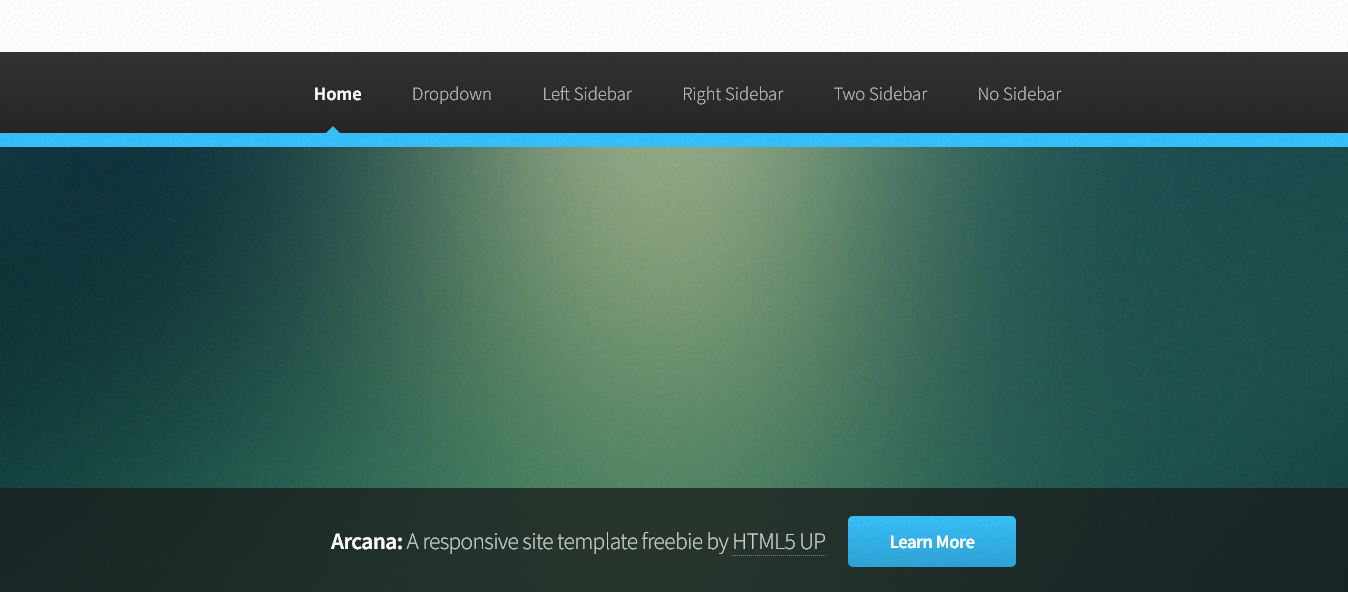 Home Dropdown Left Sidebar Right Sidebar Two Sidebar No Sidebar
Arcana: A responsive site template freebie by HTML5 UP Learn More